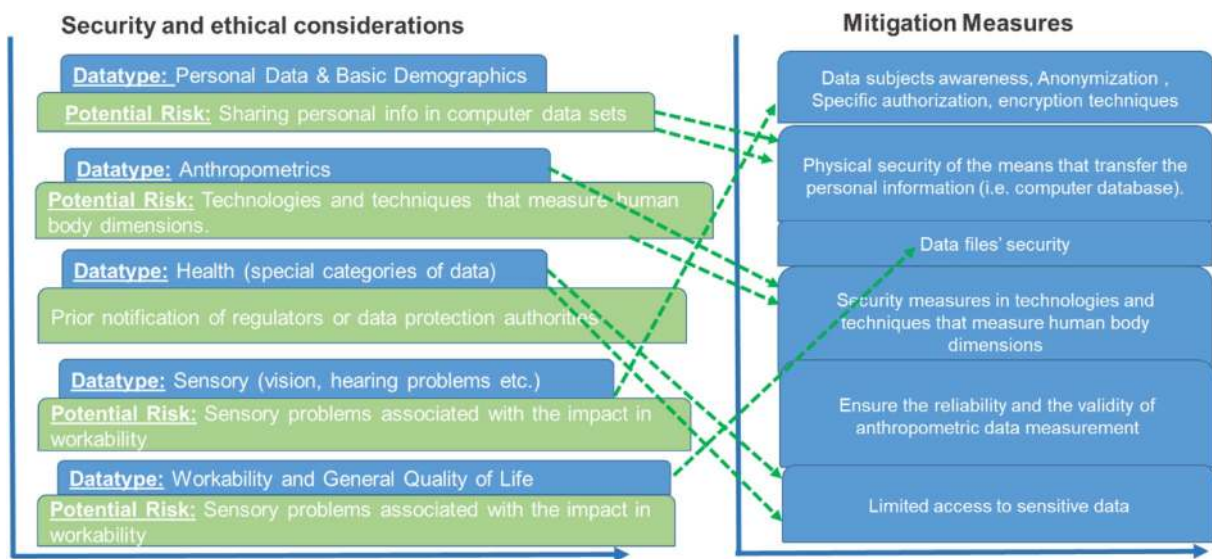 Security and ethical considerations
Datatype: Personal Data & Basic Demographics
Potential Risk: Sharing personal info in computer data sets
Datatype: Anthropometrics
Potential Risk: Technologies and techniques that measure human
body dimensions.
Datatype: Health (special categories of data)
Prior notification of regulators or data protection authorities
Datatype: Sensory (vision, hearing problems etc.)
Potential Risk: Sensory problems associated with the impact in
workability
Datatype: Workability and General Quality of Life
Potential Risk: Sensory problems associated with the impact in
workability
Mitigation Measures
Data subjects awareness, Anonymization ,
Specific authorization, encryption techniques
Physical security of the means that transfer the
personal information (i.e. computer database).
Data files' security
Security measures in technologies and
techniques that measure human body
dimensions
Ensure the reliability and the validity of
anthropometric data measurement
Limited access to sensitive data